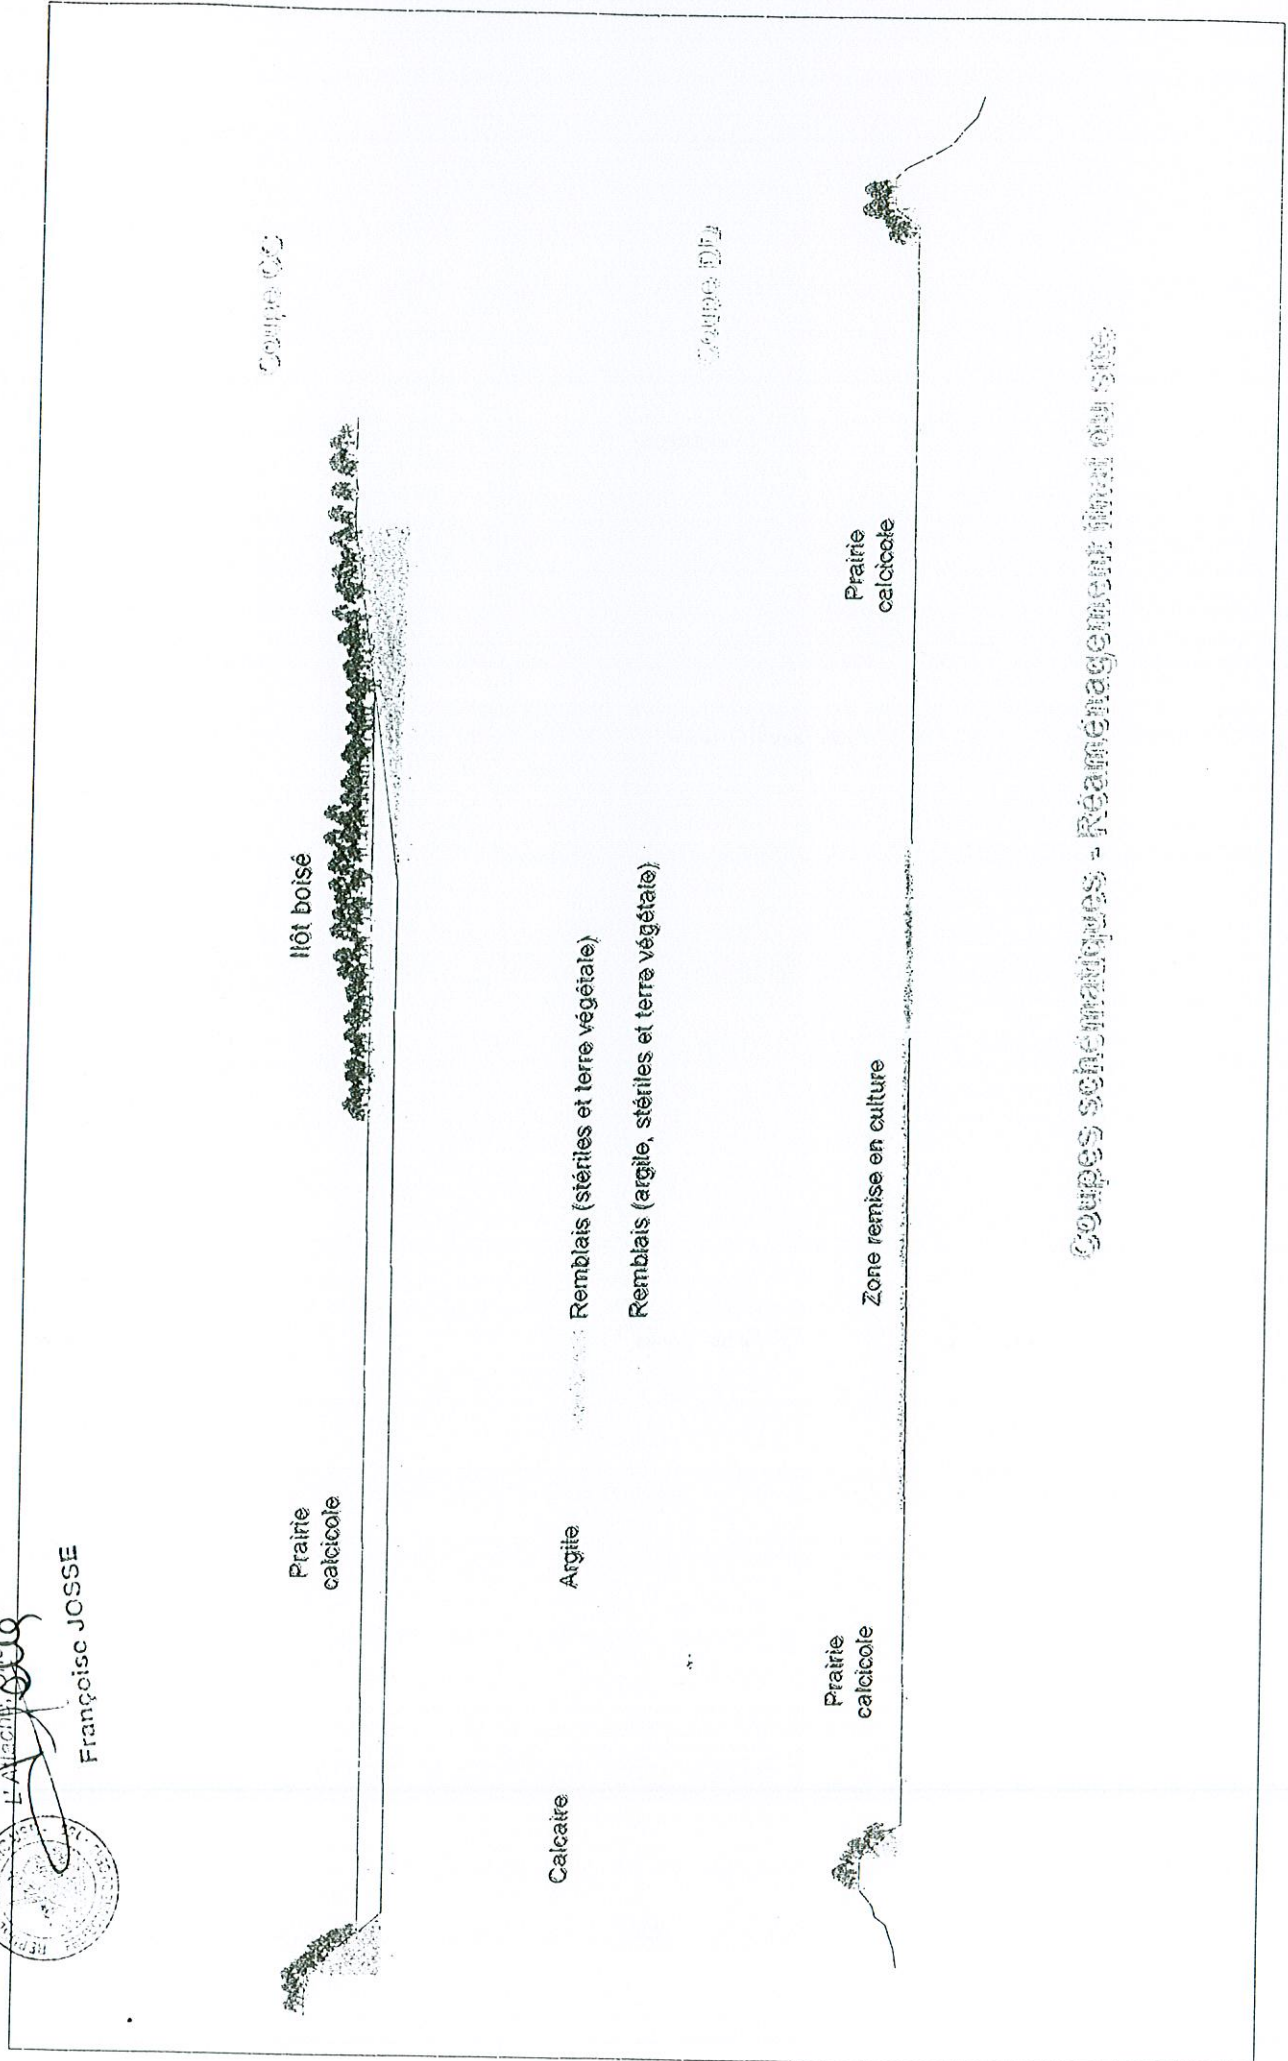 Françoise JOSSE
Coupe CC
Ilôt boisé
Prairie
calcicole
Calcaire
Argile
Remblais (stériles et terre végétale)
Remblais (argile, stériles et terre végétale)
Coupe DD
Prairie
calcicole
Zone remise en culture
Prairie
calcicole
Coupes schématiques - Réaménagement final du site